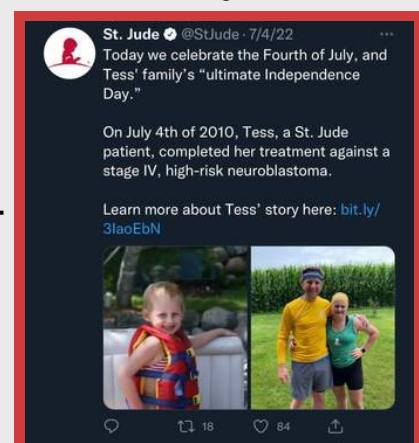 St. Jude @StJude · 7/4/22 ...
Today we celebrate the Fourth of July, and
Tess' family's “ultimate Independence
Day.”
On July 4th of 2010, Tess, a St. Jude
patient, completed her treatment against a
stage IV, high-risk neuroblastoma.
Learn more about Tess’ story here: bit.ly/
3IaoEbN
18 84